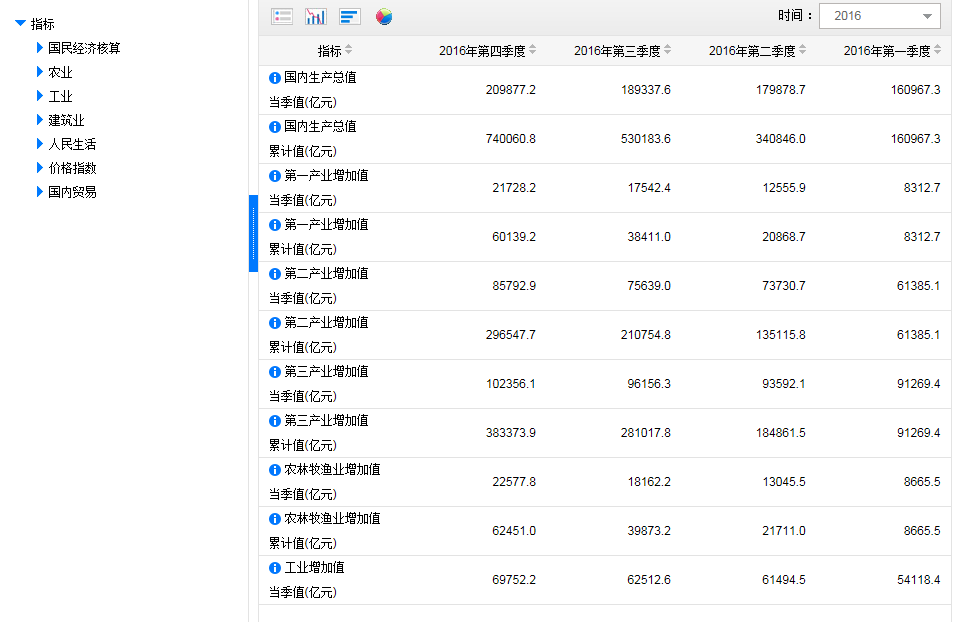 指标
国民经济核算
农业
工业
建筑业
人民生活
价格指数
国内贸易
时间： 2016
指标 2016年第四季度 2016年第三季度 2016年第二季度 2016年第一季度
国内生产总值
当季值(亿元) 209877.2 189337.6 179878.7 160967.3
国内生产总值
累计值(亿元) 740060.8 530183.6 340846.0 160967.3
第一产业增加值
当季值(亿元) 21728.2 17542.4 12555.9 8312.7
第一产业增加值
累计值(亿元) 60139.2 38411.0 20868.7 8312.7
第二产业增加值
当季值(亿元) 85792.9 75639.0 73730.7 61385.1
第二产业增加值
累计值(亿元) 296547.7 210754.8 135115.8 61385.1
第三产业增加值
当季值(亿元) 102356.1 96156.3 93592.1 91269.4
第三产业增加值
累计值(亿元) 383373.9 281017.8 184861.5 91269.4
农林牧渔业增加值
当季值(亿元) 22577.8 18162.2 13045.5 8665.5
农林牧渔业增加值
累计值(亿元) 62451.0 39873.2 21711.0 8665.5
工业增加值
当季值(亿元) 69752.2 62512.6 61494.5 54118.4